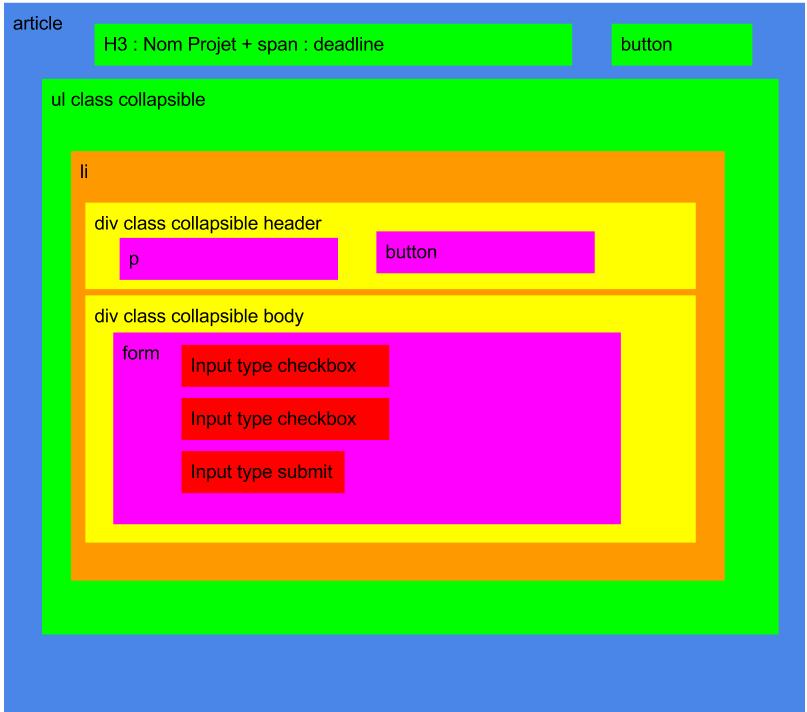 article
H3 : Nom Projet + span : deadline
button
ul class collapsible
li
div class collapsible header
p
button
div class collapsible body
form
Input type checkbox
Input type checkbox
Input type submit